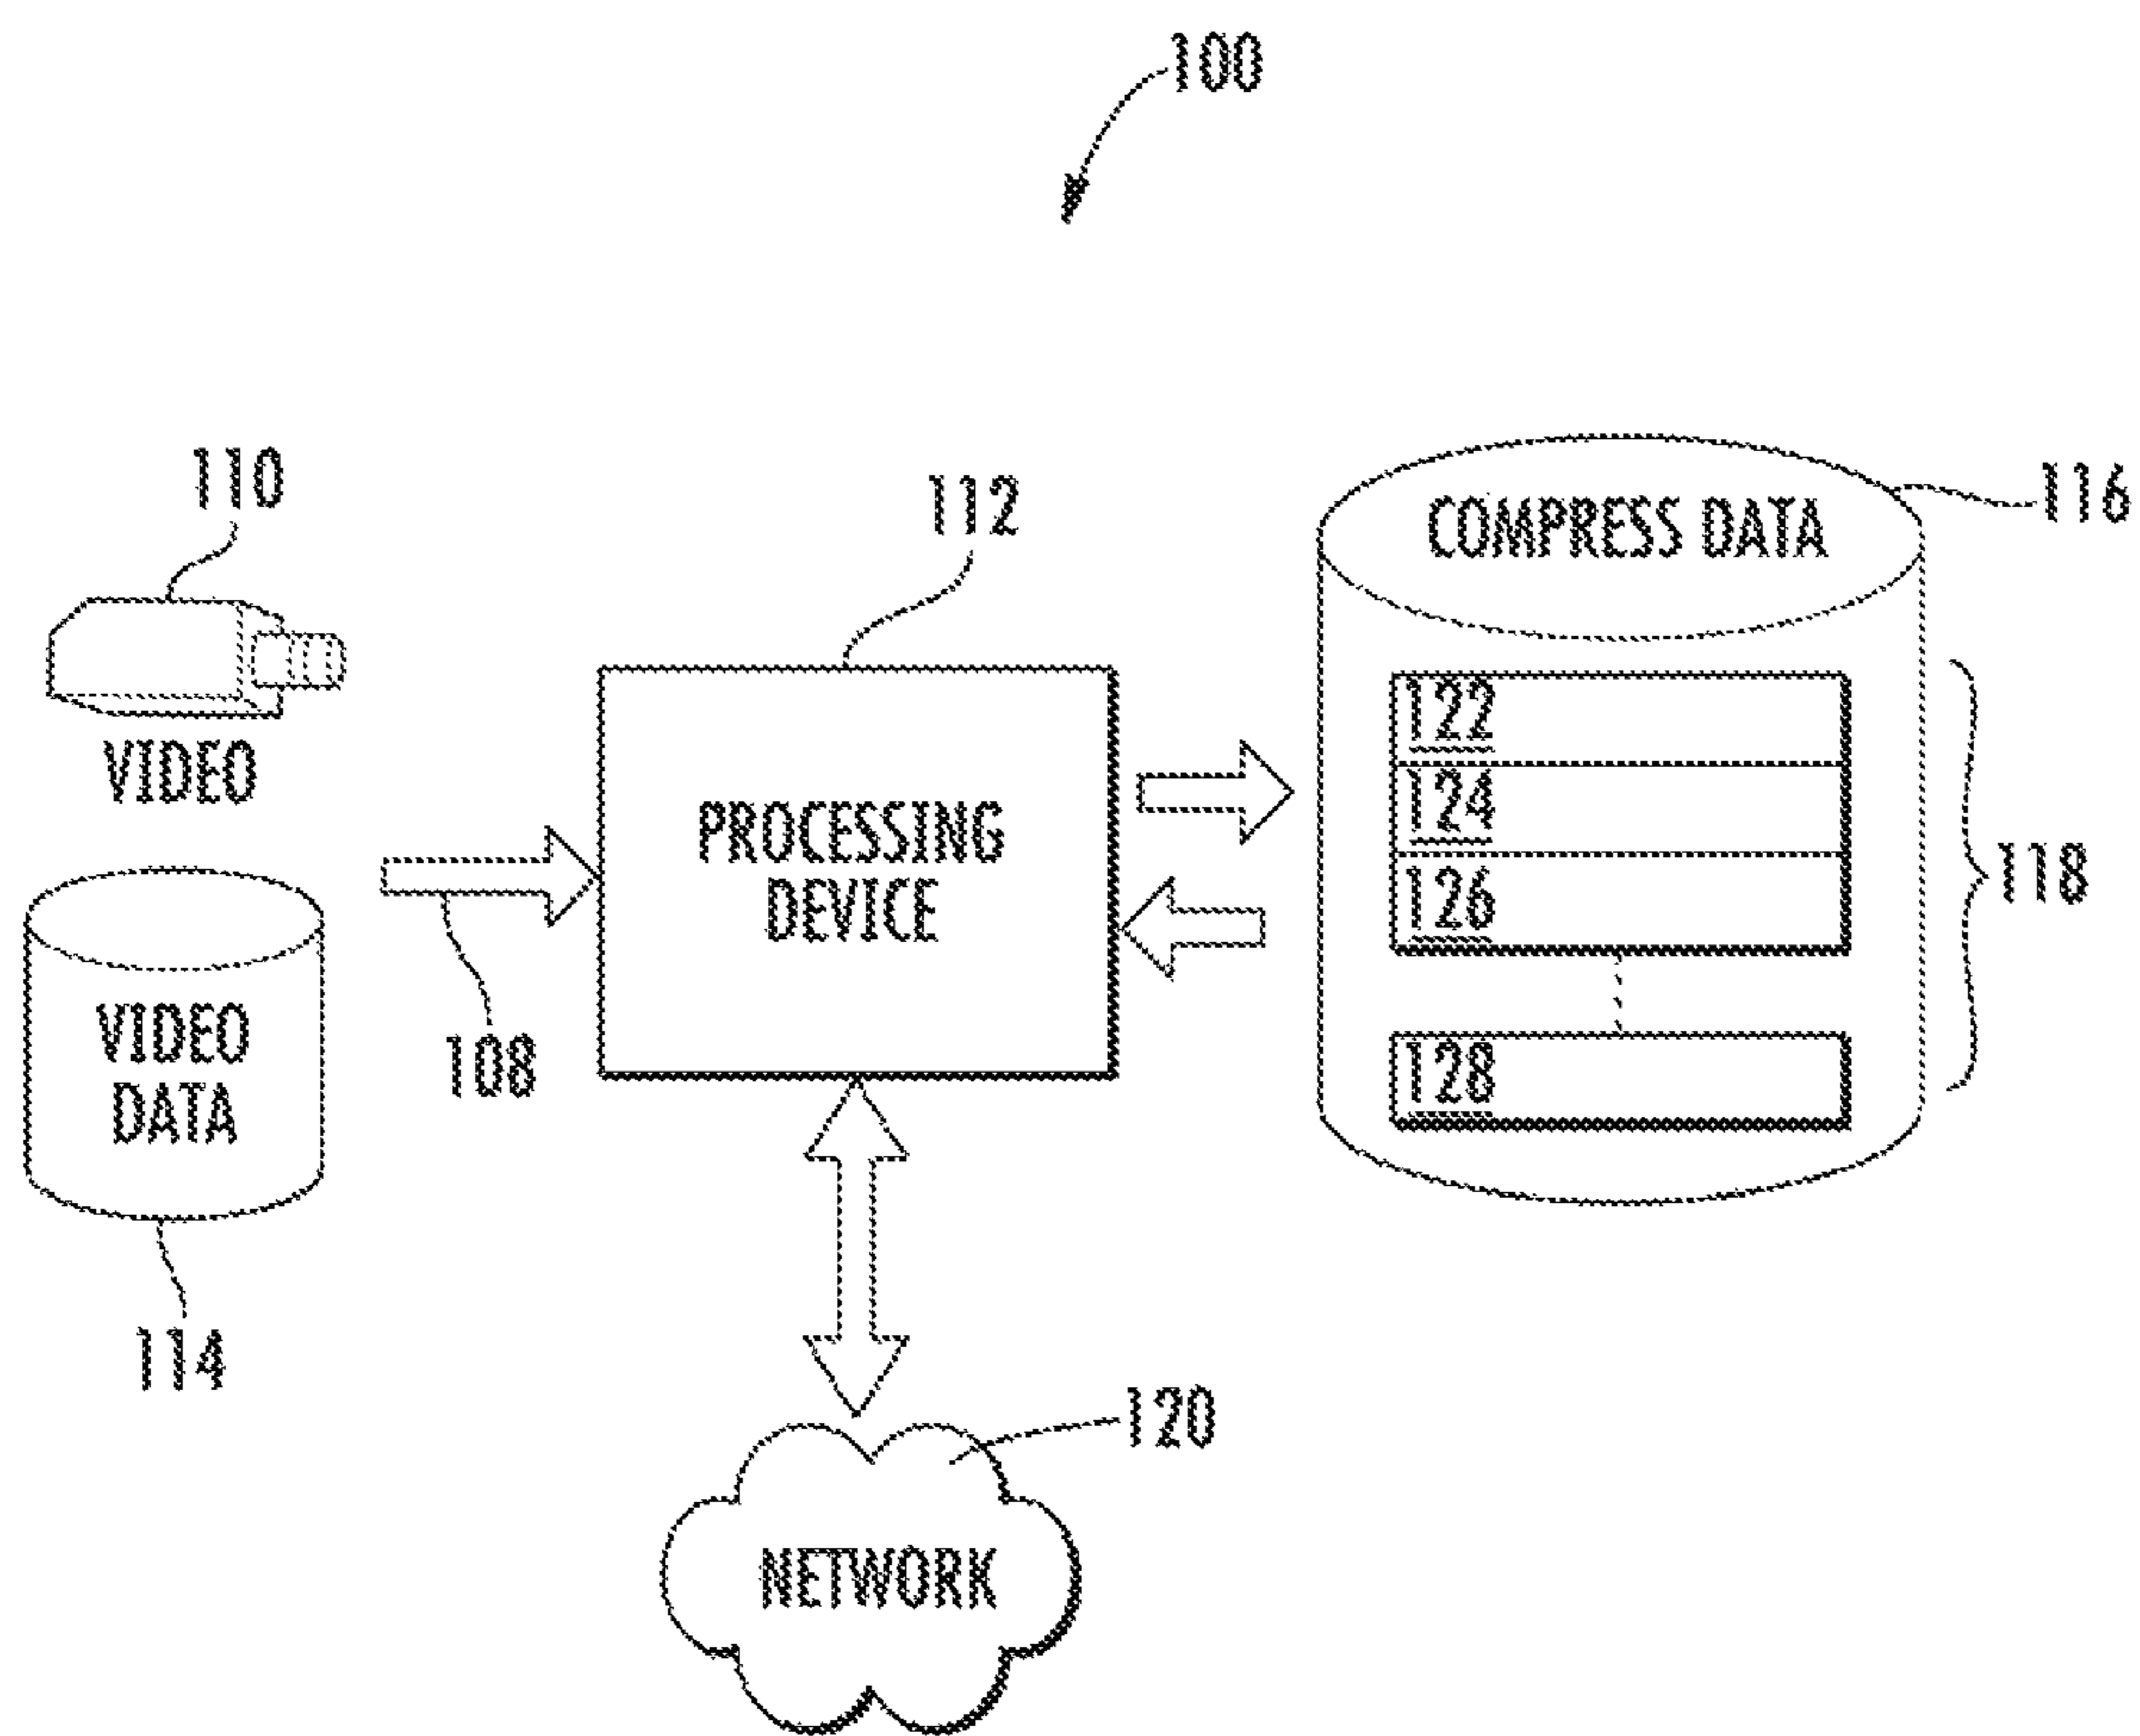 100
110
112
116
COMPRESS DATA
VIDEO
122
124
126
128
118
PROCESSING
DEVICE
108
VIDEO
DATA
114
120
NETWORK